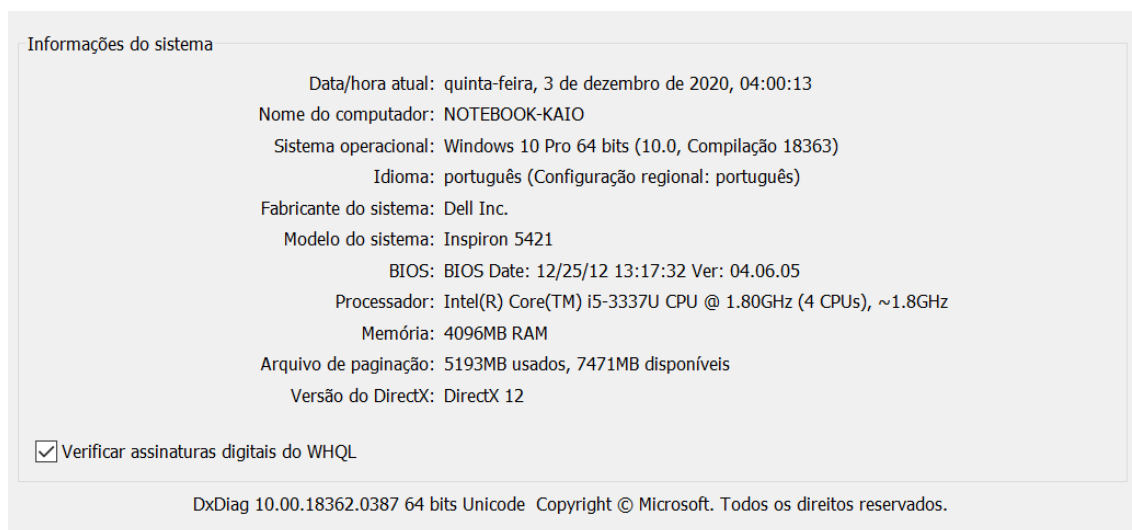 Informações do sistema
Data/hora atual: quinta-feira, 3 de dezembro de 2020, 04:00:13
Nome do computador: NOTEBOOK-KAIO
Sistema operacional: Windows 10 Pro 64 bits (10.0, Compilação 18363)
Idioma: português (Configuração regional: português)
Fabricante do sistema: Dell Inc.
Modelo do sistema: Inspiron 5421
BIOS: BIOS Date: 12/25/12 13:17:32 Ver: 04.06.05
Processador: Intel(R) Core(TM) i5-3337U CPU @ 1.80GHz (4 CPUs), ~1.8GHz
Memória: 4096MB RAM
Arquivo de paginação: 5193MB usados, 7471MB disponíveis
Versão do DirectX: DirectX 12
Verificar assinaturas digitais do WHQL
DxDiag 10.00.18362.0387 64 bits Unicode Copyright © Microsoft. Todos os direitos reservados.